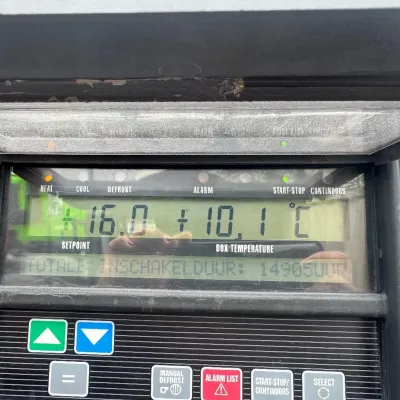 HEAT COOL DEFROST ALARM START-STOP CONTINUOUS
+16.0 +10,1 °C
SETPOINT BOX TEMPERATURE
TOTALE INSCHAKELDUUR: 14905UUR
MANUAL DEFROST
ALARM LIST
START-STOP/ CONTINUOUS
SELECT